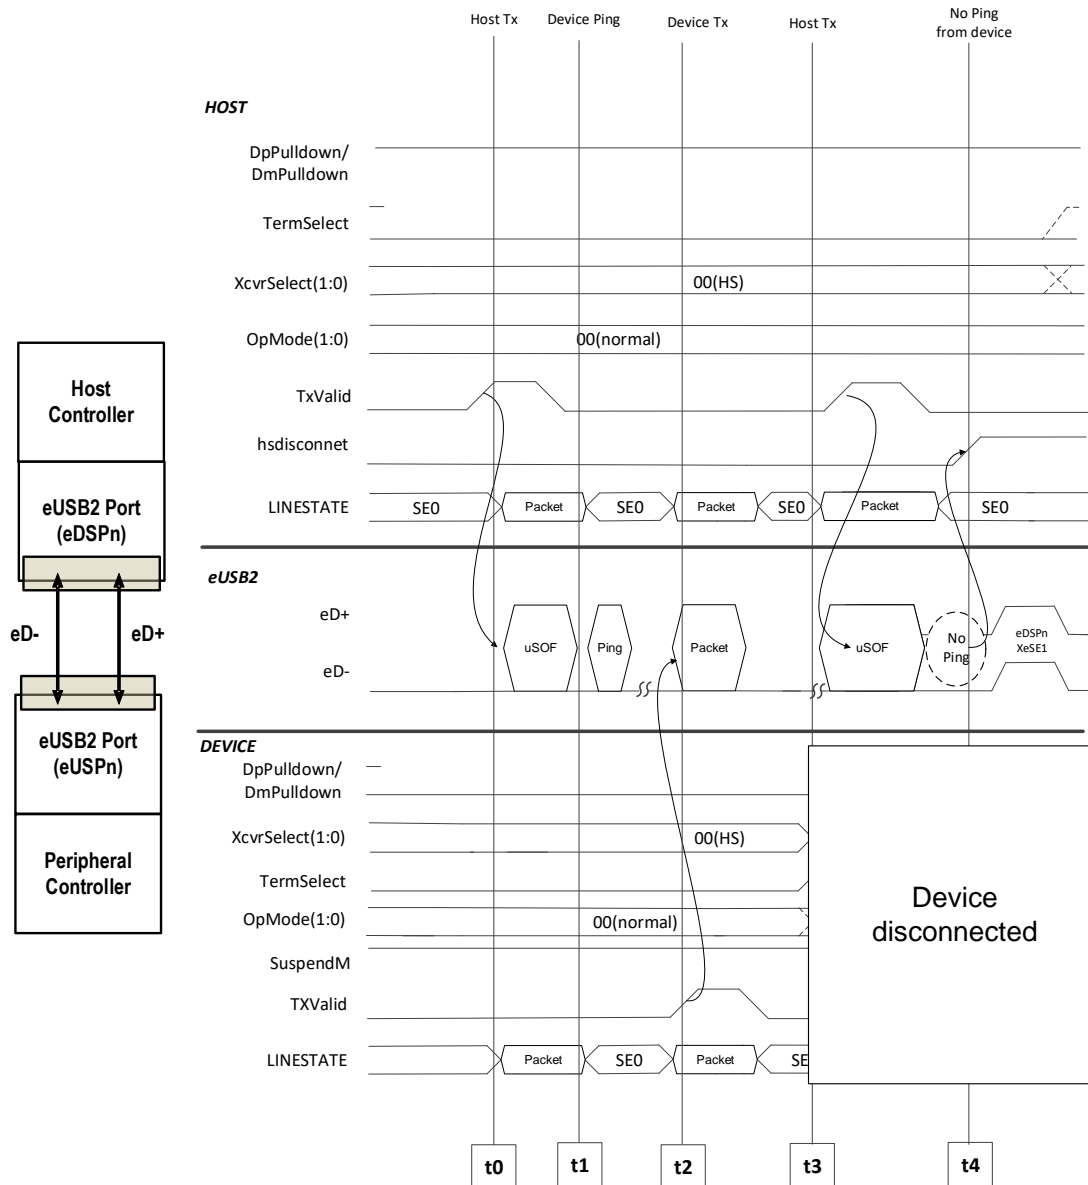 Host Tx
Device Ping
Device Tx
Host Tx
No Ping
from device
HOST
DpPulldown/
DmPulldown
TermSelect
XcvrSelect(1:0)
00(HS)
OpMode(1:0)
00(normal)
TxValid
hsdisconnet
LINESTATE
SE0
Packet
SE0
Packet
SE0
Packet
SE0
Host
Controller
eUSB2 Port
(eDSPn)
eD-
eD+
eUSB2 Port
(eUSPn)
Peripheral
Controller
eUSB2
eD+
eD-
uSOF
Ping
Packet
uSOF
No
Ping
eDSPn
XeSE1
DEVICE
DpPulldown/
DmPulldown
XcvrSelect(1:0)
00(HS)
TermSelect
OpMode(1:0)
00(normal)
SuspendM
TXValid
LINESTATE
Packet
SE0
Packet
SE
Device
disconnected
t0
t1
t2
t3
t4